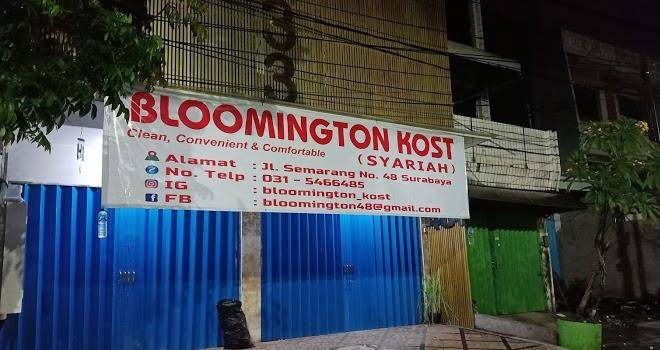 BLOOMINGTON KOST
(SYARIAH)
Clean, Convenient & Comfortable
Alamat : Jl. Semarang No. 48 Surabaya
No. Telp : 031 - 5466485
IG : bloomington_kost
FB : bloomington48@gmail.com